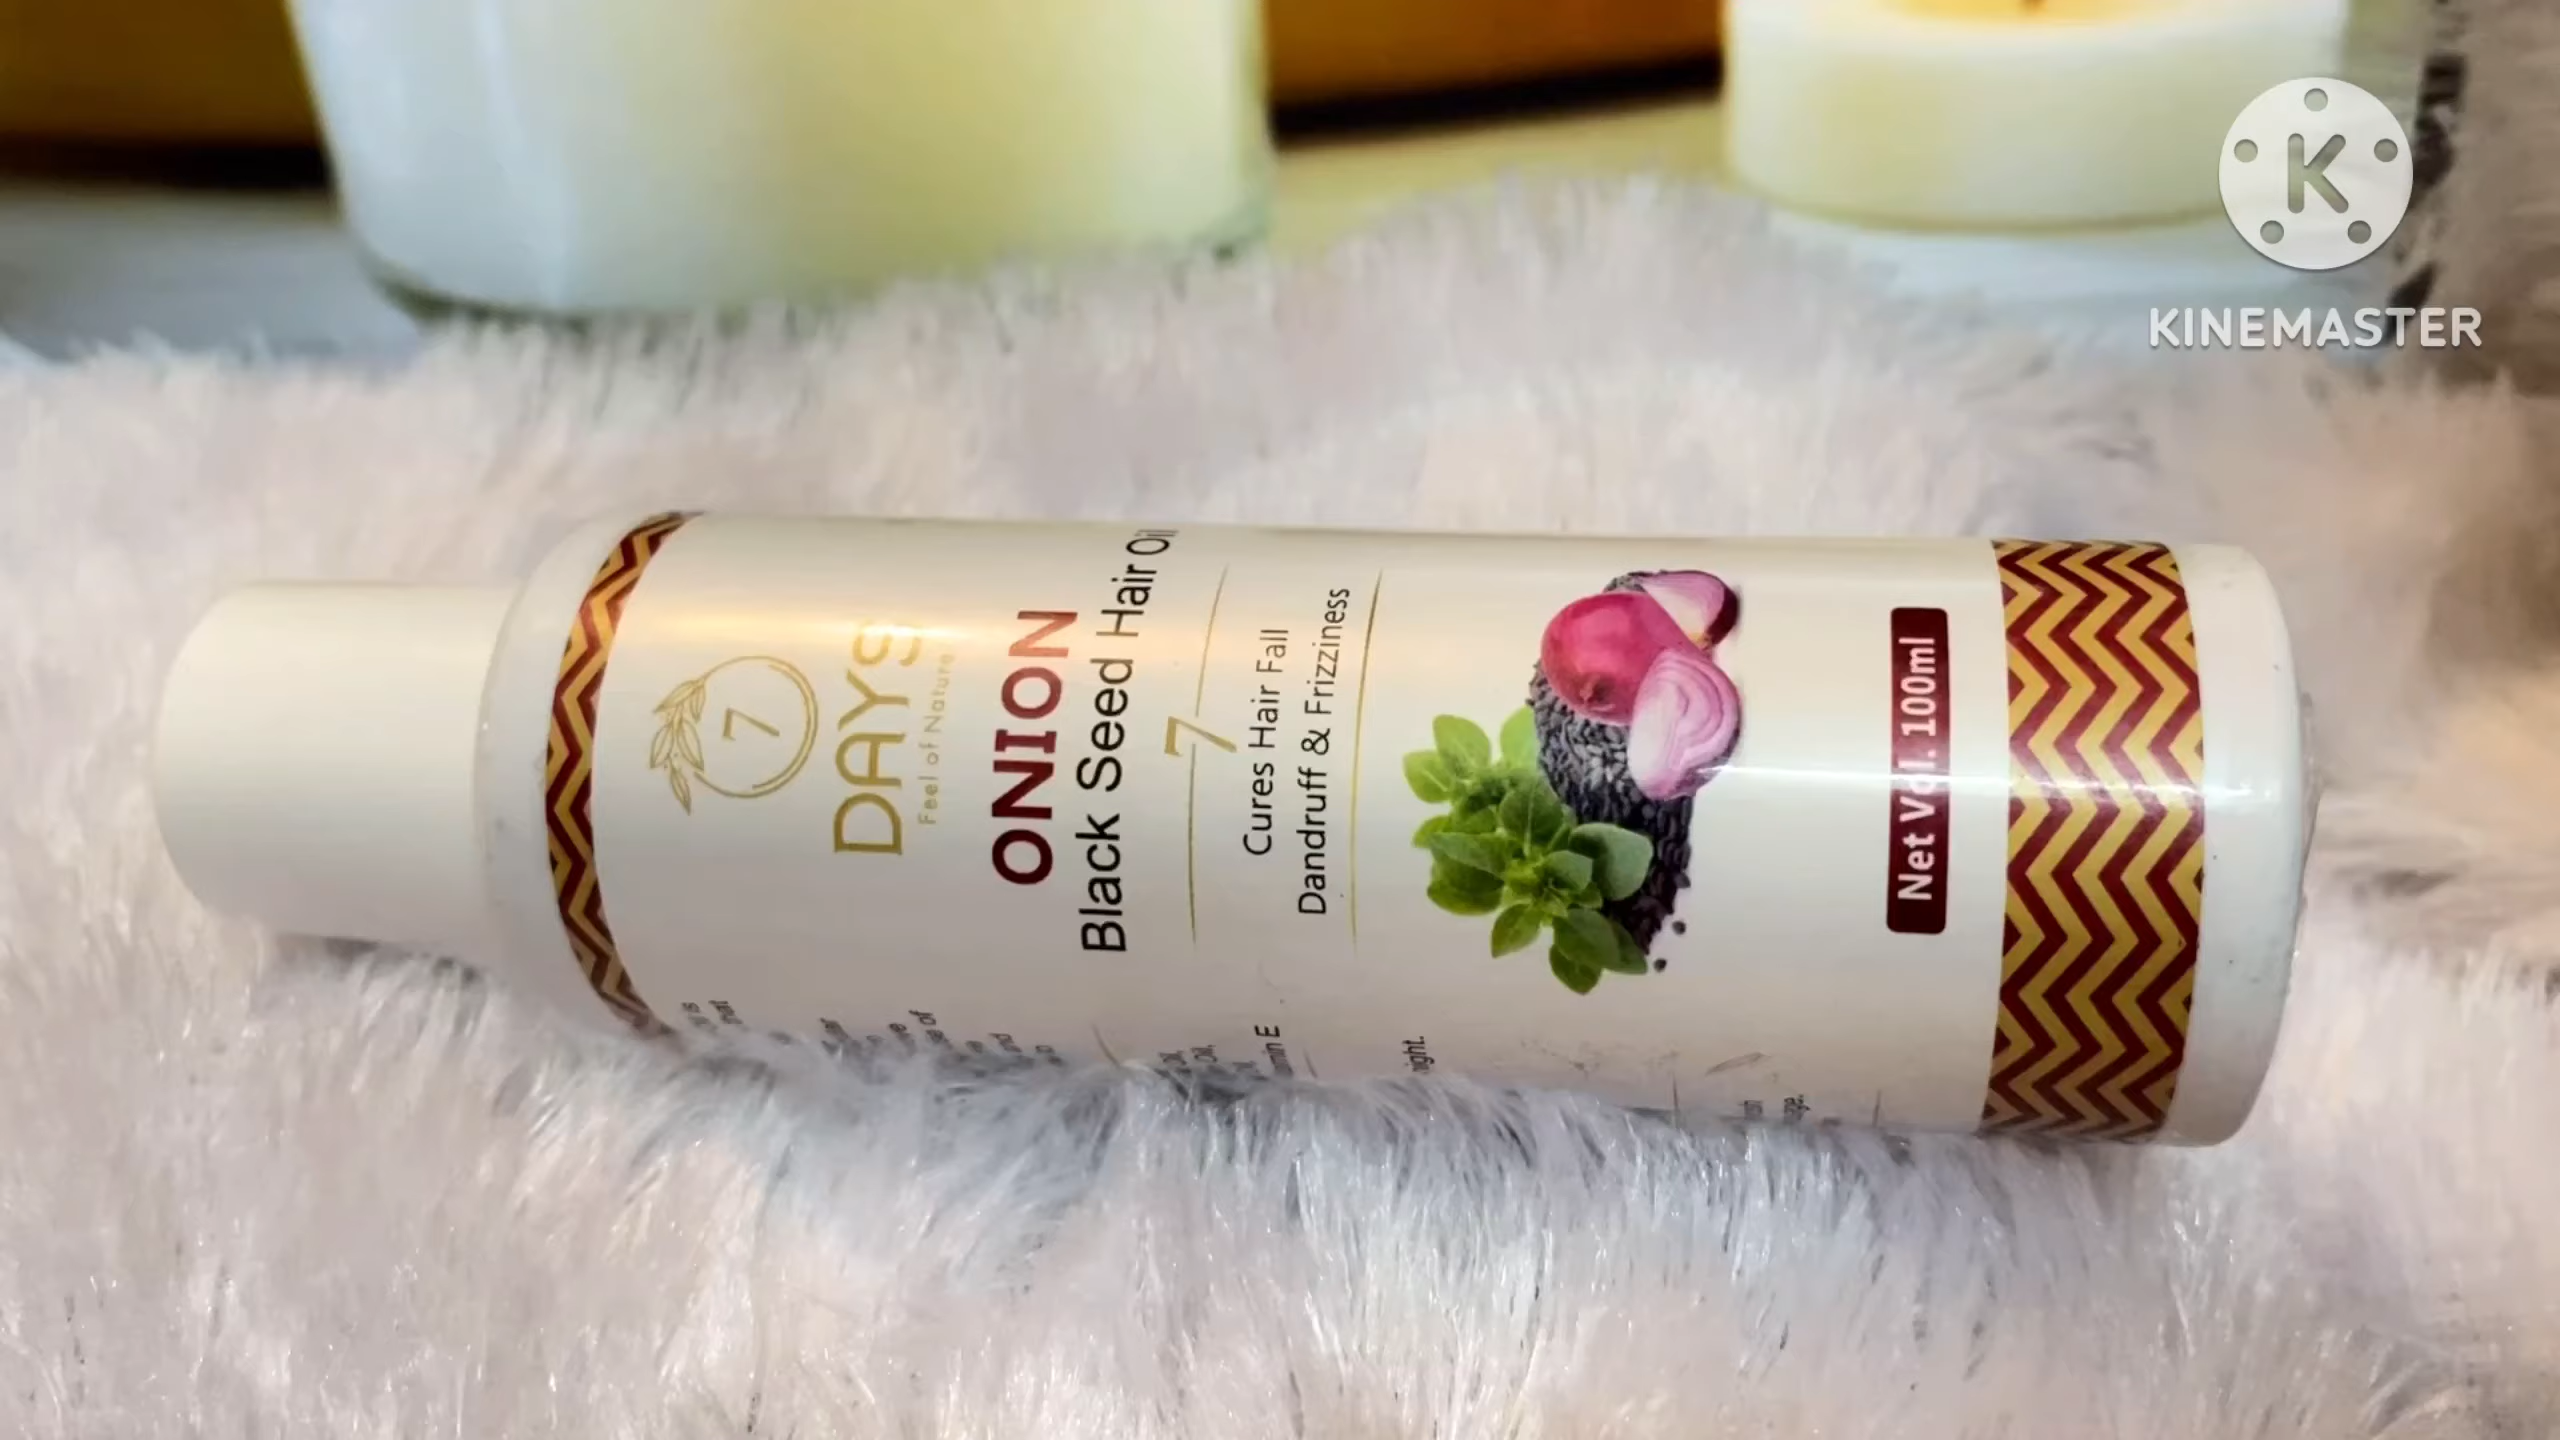 KINEMASTER
7
DAYS
Feel of Nature
ONION
Black Seed Hair Oil
7
Cures Hair Fall
Dandruff & Frizziness
Net Vol. 100ml